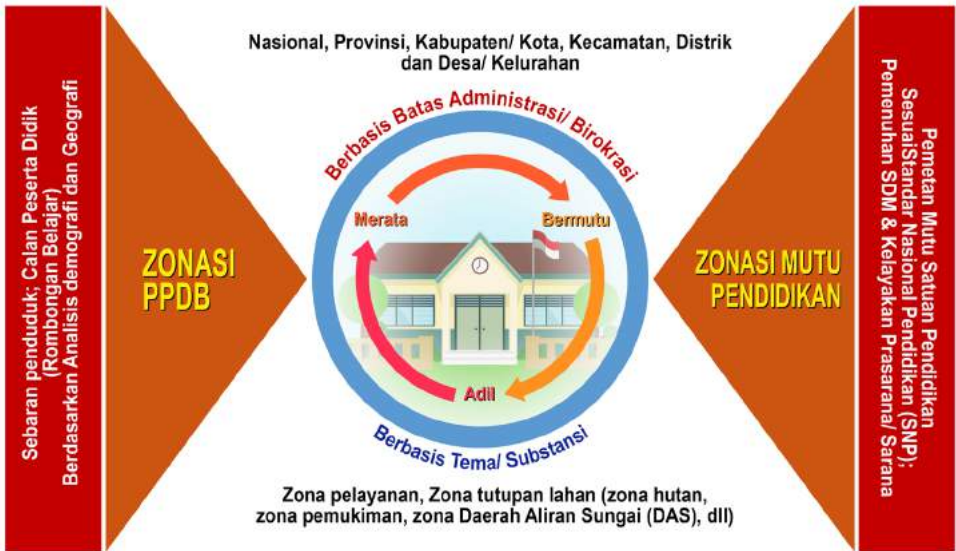 Sebaran penduduk; Calan Peserta Didik
(Rombongan Belajar)
Berdasarkan Analisis demografi dan Geografi
ZONASI
PPDB
Nasional, Provinsi, Kabupaten/ Kota, Kecamatan, Distrik
dan Desa/ Kelurahan
Berbasis Batas Administrasi/ Birokrasi
Merata
Bermutu
Adil
Berbasis Tema/ Substansi
Zona pelayanan, Zona tutupan lahan (zona hutan,
zona pemukiman, zona Daerah Aliran Sungai (DAS), dll)
ZONASI MUTU
PENDIDIKAN
Pemetan Mutu Satuan Pendidikan
SesuaiStandar Nasional Pendidikan (SNP);
Pemenuhan SDM & Kelayakan Prasarana/ Sarana